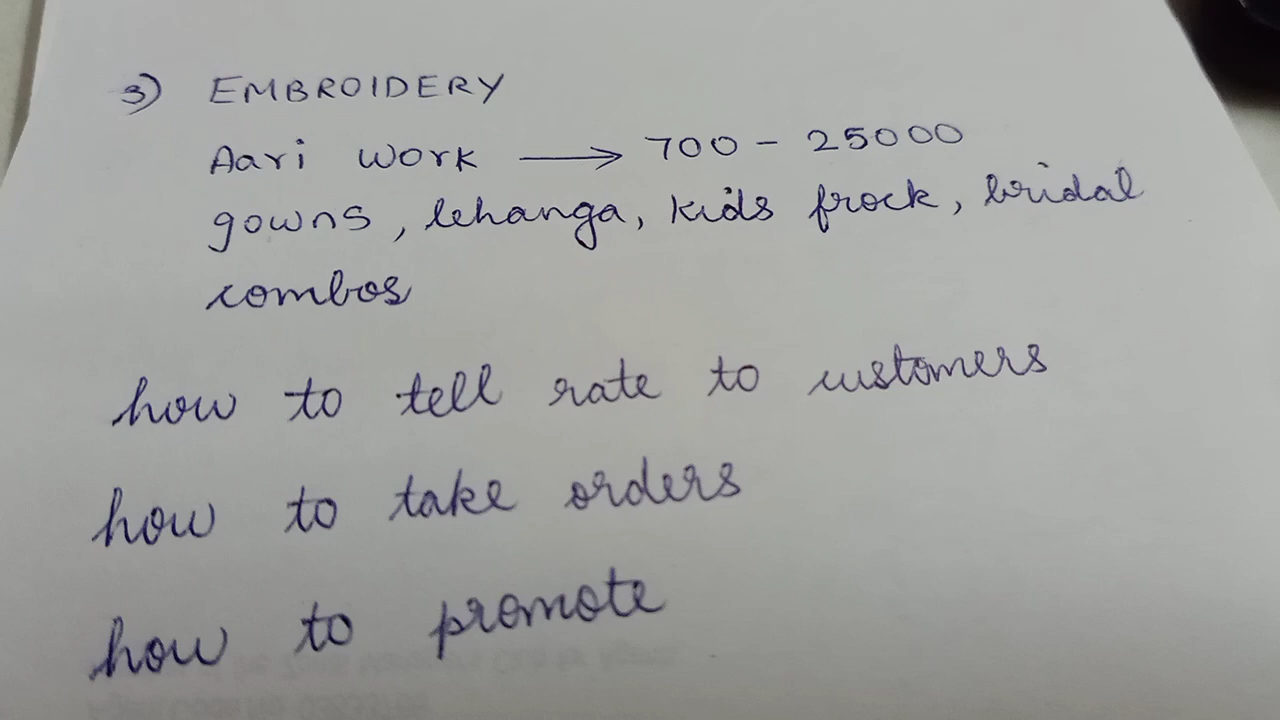 3) EMBROIDERY
Aari work → 700 - 25000
gowns, lehanga, kids frock, bridal
combos
how to tell rate to customers
how to take orders
how to promote